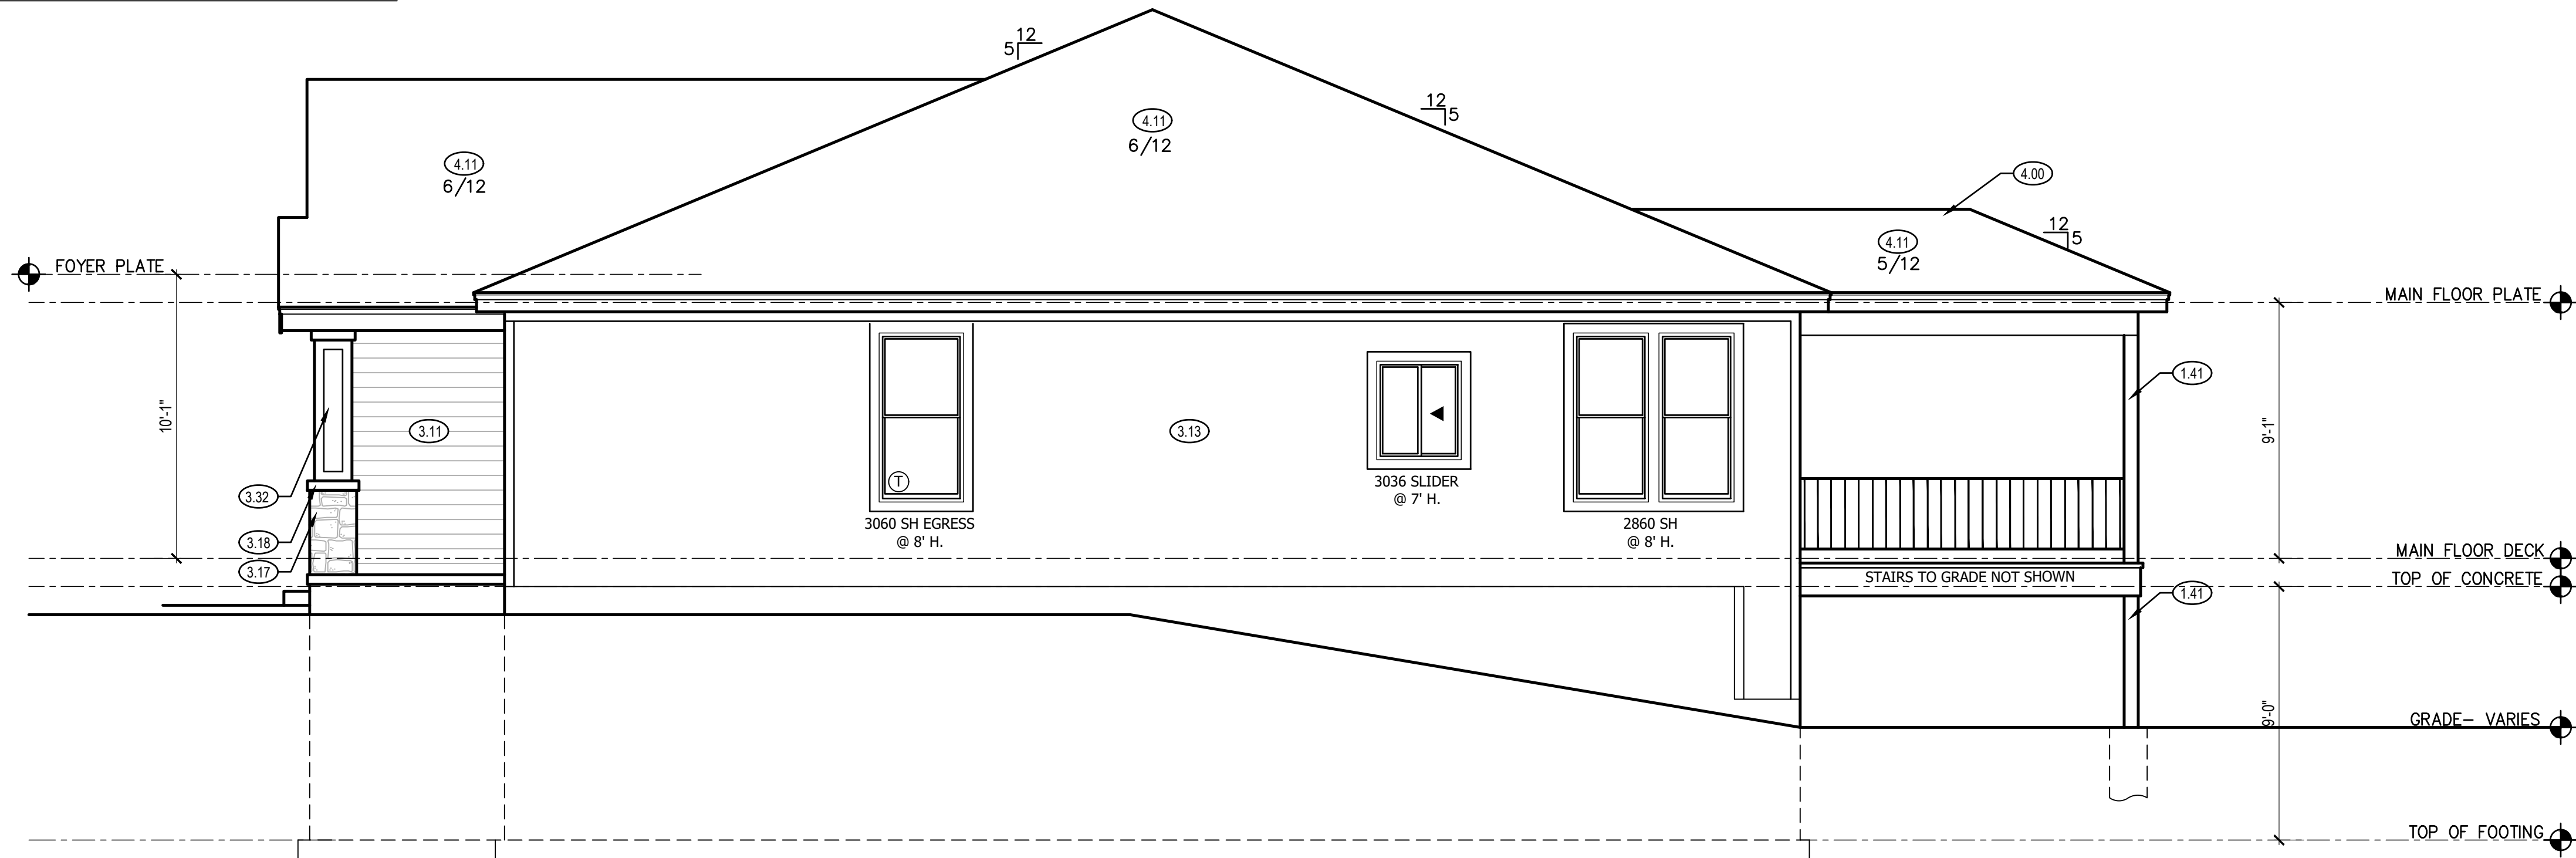 12
5
12
5
4.11
6/12
4.11
6/12
4.00
12
5
4.11
5/12
FOYER PLATE
MAIN FLOOR PLATE
1.41
10'-1"
9'-1"
3.11
3.13
T
3060 SH EGRESS
@ 8' H.
3036 SLIDER
@ 7' H.
2860 SH
@ 8' H.
3.32
3.18
3.17
MAIN FLOOR DECK
STAIRS TO GRADE NOT SHOWN
TOP OF CONCRETE
1.41
9'-0"
GRADE- VARIES
TOP OF FOOTING